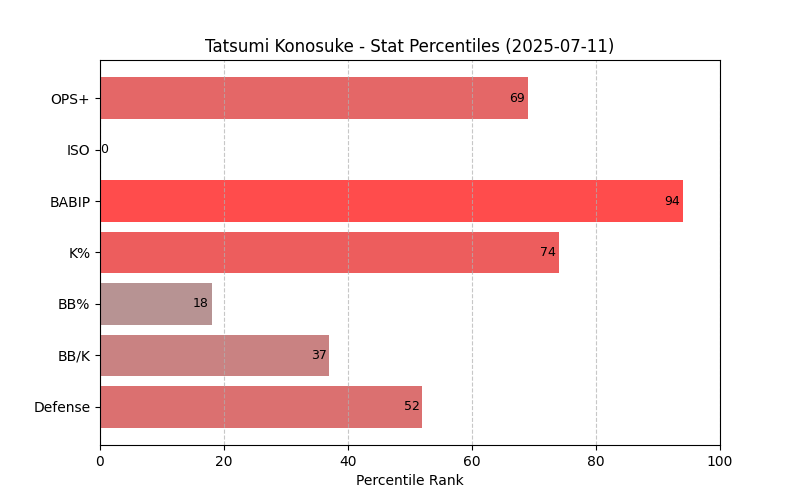 Tatsumi Konosuke - Stat Percentiles (2025-07-11)
OPS+ 69
ISO 0
BABIP 94
K% 74
BB% 18
BB/K 37
Defense 52
0 20 40 60 80 100
Percentile Rank